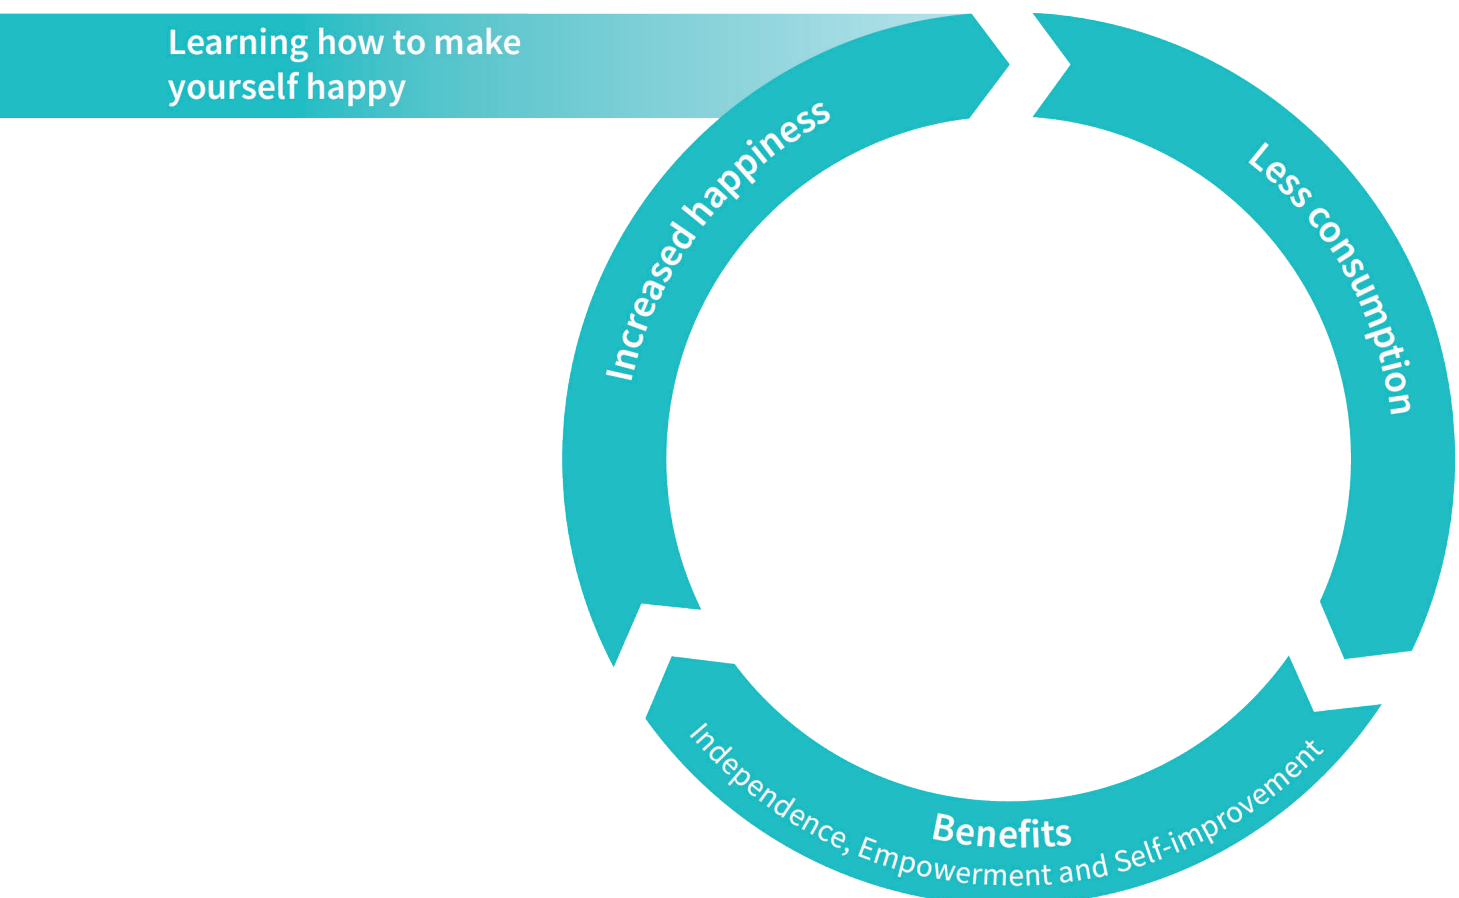 Learning how to make
yourself happy
Increased happiness
Less consumption
Benefits
Independence, Empowerment and Self-improvement